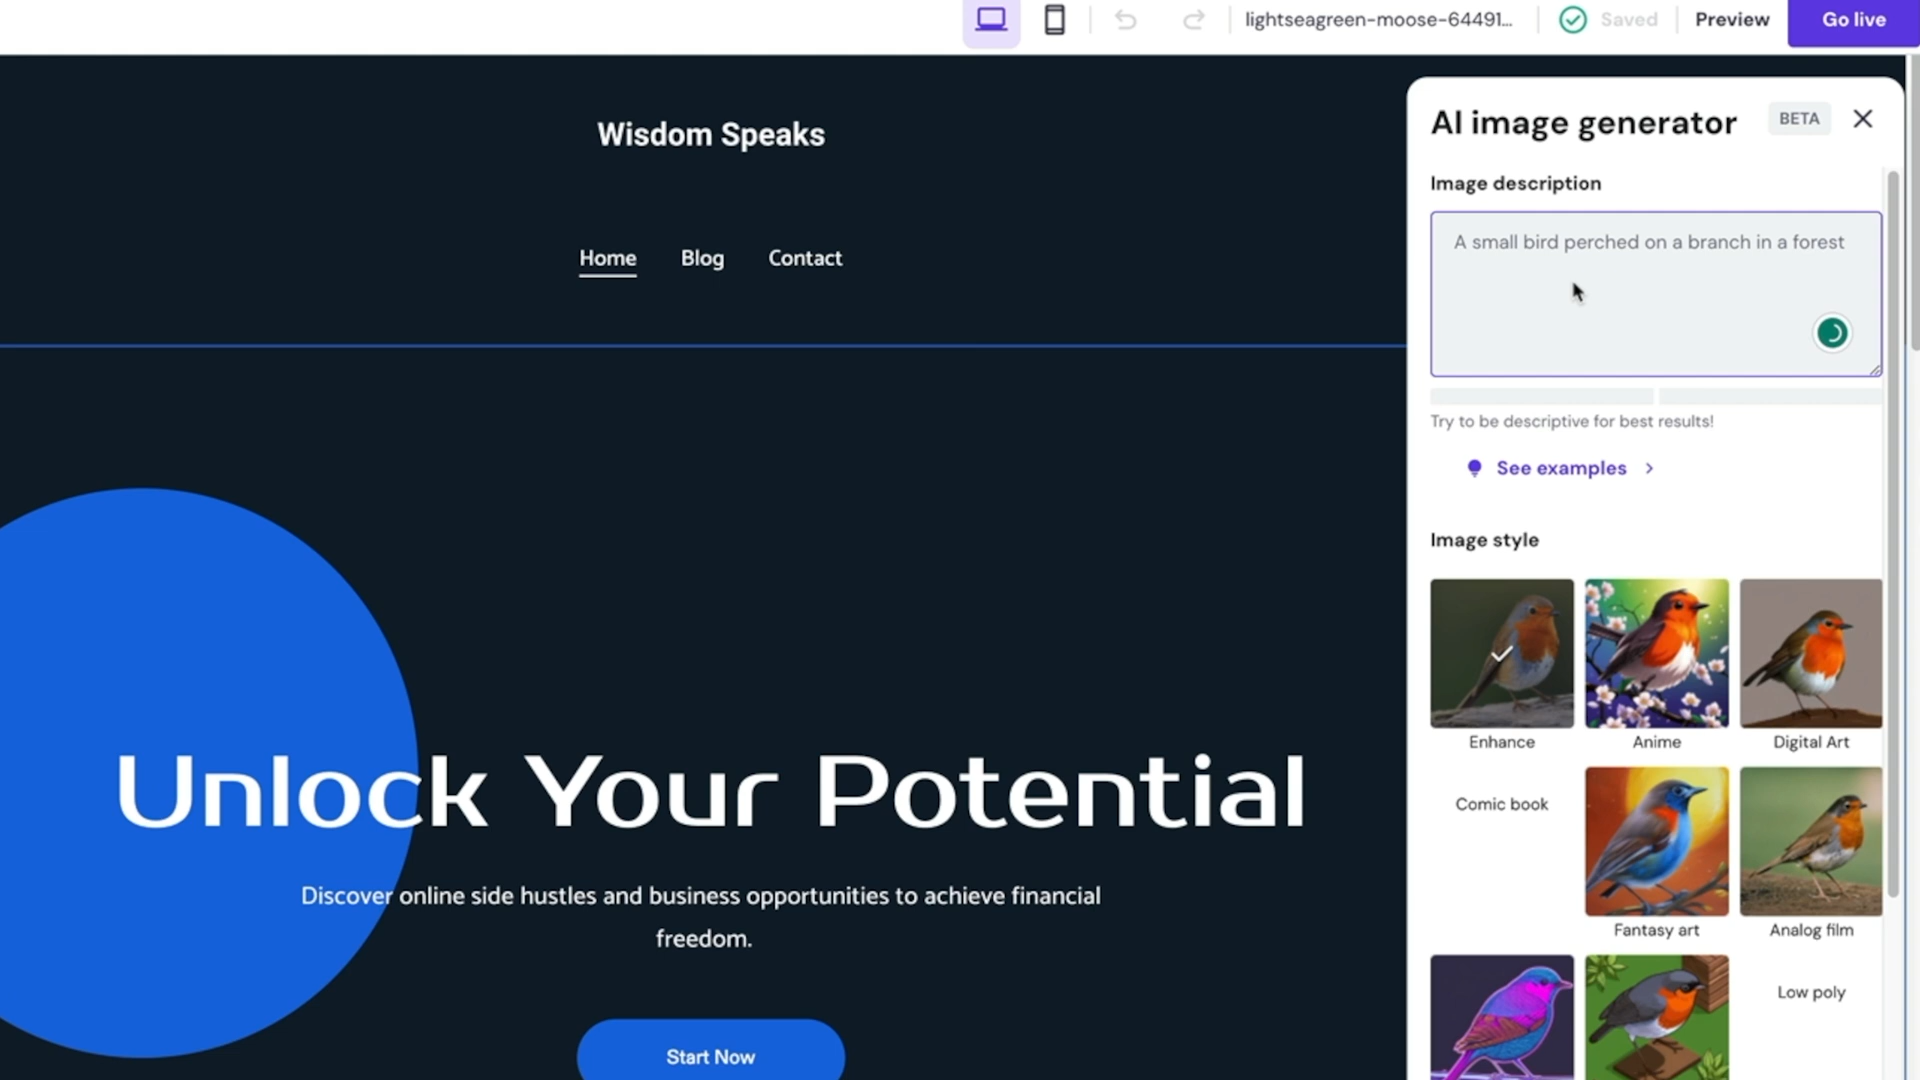 lightseagreen-moose-64491...
Saved
Preview
Go live
Wisdom Speaks
Home Blog Contact
Unlock Your Potential
Discover online side hustles and business opportunities to achieve financial
freedom.
Start Now
AI image generator
BETA
Image description
A small bird perched on a branch in a forest
Try to be descriptive for best results!
See examples
Image style
Enhance
Anime
Digital Art
Comic book
Fantasy art
Analog film
Low poly